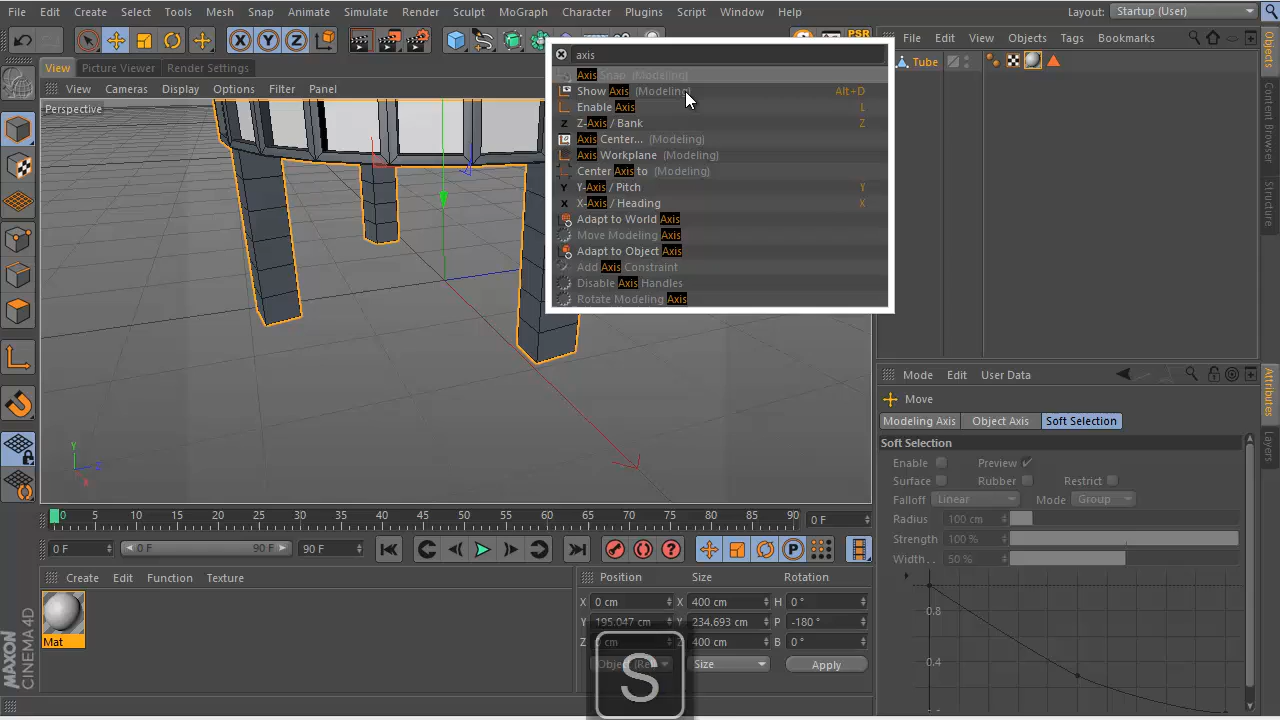 File Edit Create Select Tools Mesh Snap Animate Simulate Render Sculpt MoGraph Character Plugins Script Window Help Layout: Startup (User)
X Y Z PSR
View Picture Viewer Render Settings
View Cameras Display Options Filter Panel
Perspective
axis
Axis Snap (Modeling)
Show Axis (Modeling) Alt+D
Enable Axis L
Z-Axis / Bank Z
Axis Center... (Modeling)
Axis Workplane (Modeling)
Center Axis to (Modeling)
Y-Axis / Pitch Y
X-Axis / Heading X
Adapt to World Axis
Move Modeling Axis
Adapt to Object Axis
Add Axis Constraint
Disable Axis Handles
Rotate Modeling Axis
File Edit View Objects Tags Bookmarks
Tube
Objects
Attributes
Layers
Mode Edit User Data
Move
Modeling Axis Object Axis Soft Selection
Soft Selection
Enable Preview
Surface Rubber Restrict
Falloff Linear Mode Group
Radius 100 cm
Strength 100 %
Width. . 50 %
0.8
0.4
Y Z X
0 5 10 15 20 25 30 35 40 45 50 55 60 65 70 75 80 85 90 0 F
0 F 0 F 90 F 90 F P
Create Edit Function Texture
Mat
Position Size Rotation
X 0 cm X 400 cm H 0 °
Y 195.047 cm Y 234.693 cm P -180 °
Z cm Z 400 cm B 0 °
Object (Rel Size Apply
S
MAXON
CINEMA 4D